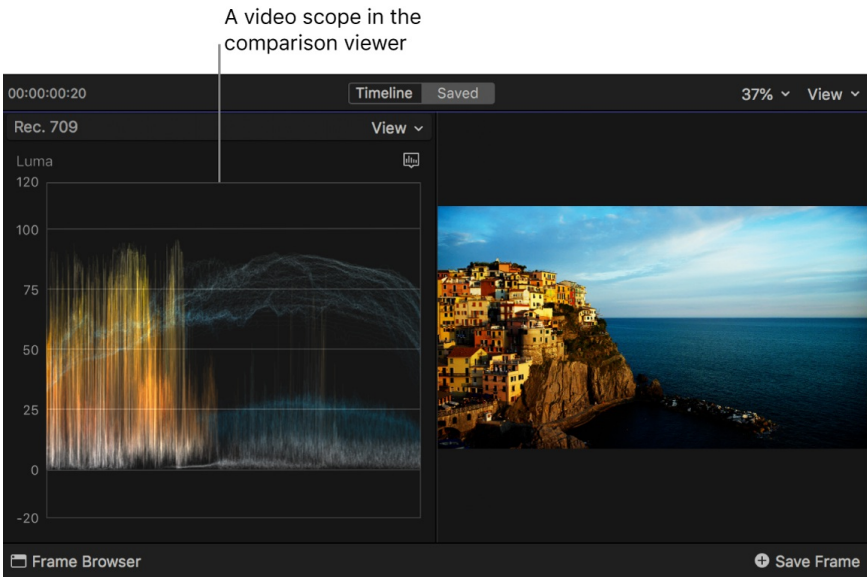 A video scope in the
comparison viewer
00:00:00:20
Timeline
Saved
37%
View
Rec. 709
View
Luma
120
100
75
50
25
0
-20
Frame Browser
Save Frame